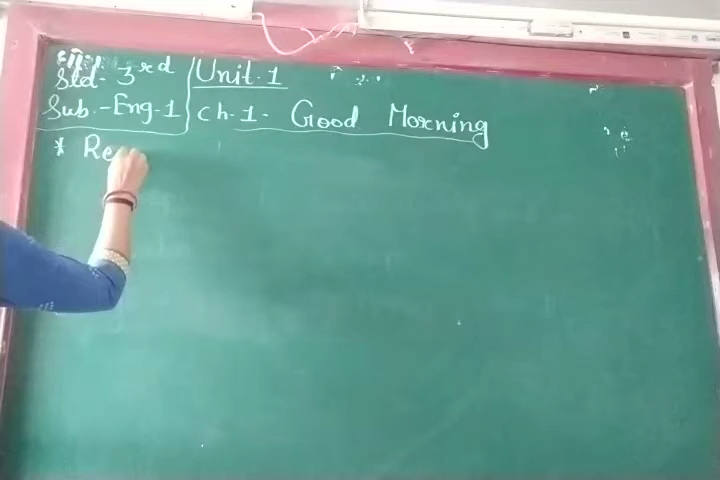 Std- 3rd
Sub.-Eng-1
Unit.1
Ch.1- Good Morning
* Re